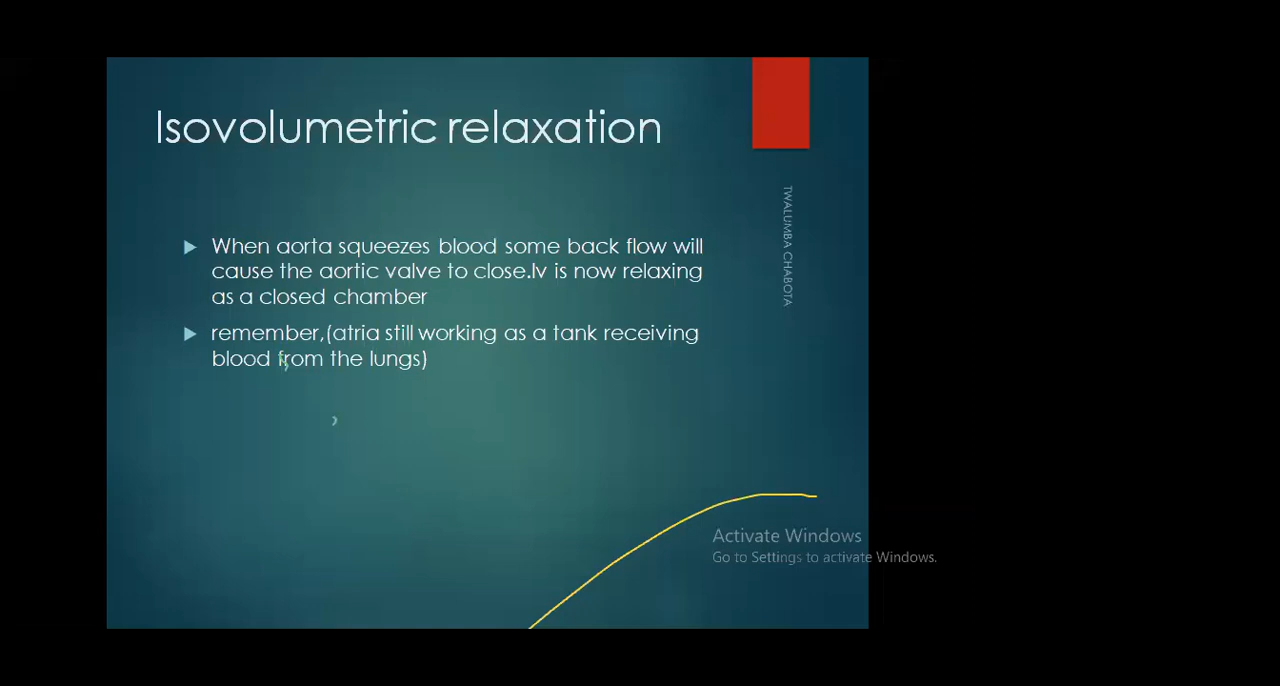 Isovolumetric relaxation
TWALUMBA CHABOTA
When aorta squeezes blood some back flow will
cause the aortic valve to close.lv is now relaxing
as a closed chamber
remember,(atria still working as a tank receiving
blood from the lungs)
Activate Windows
Go to Settings to activate Windows.